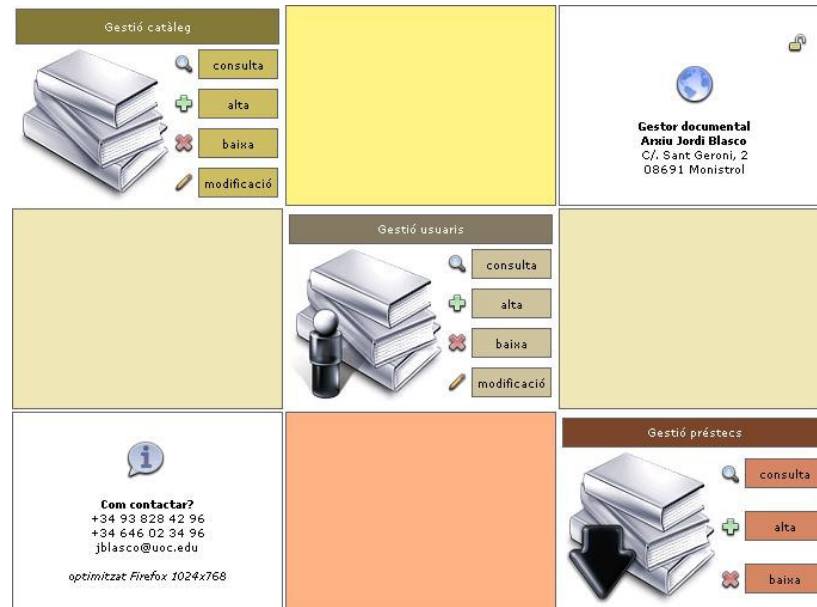 Gestió catàleg
consulta
alta
baixa
modificació
Gestor documental
Arxiu Jordi Blasco
C/. Sant Geroni, 2
08691 Monistrol
Gestió usuaris
consulta
alta
baixa
modificació
Com contactar?
+34 93 828 42 96
+34 646 02 34 96
jblasco@uoc.edu
optimitzat Firefox 1024x768
Gestió préstecs
consulta
alta
baixa